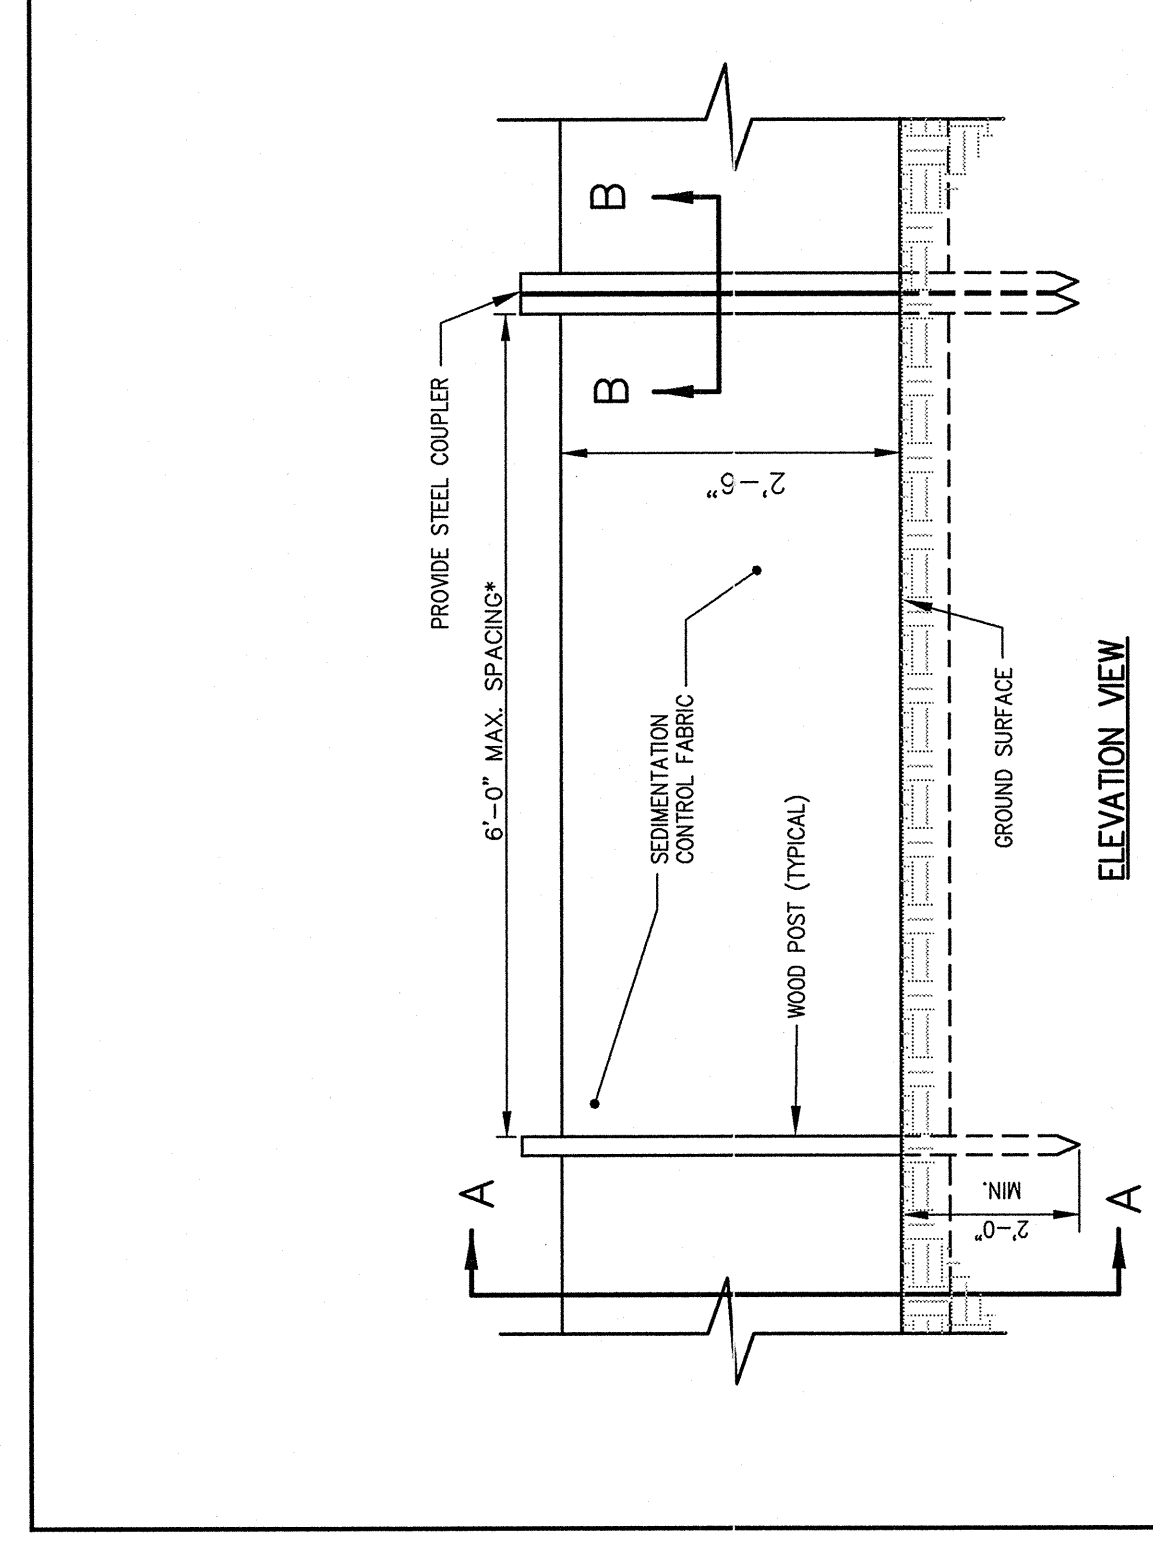 PROVIDE STEEL COUPLER
6'-0" MAX. SPACING*
B
B
2'-6"
SEDIMENTATION
CONTROL FABRIC
WOOD POST (TYPICAL)
A
A
2'-0"
MIN.
GROUND SURFACE
ELEVATION VIEW